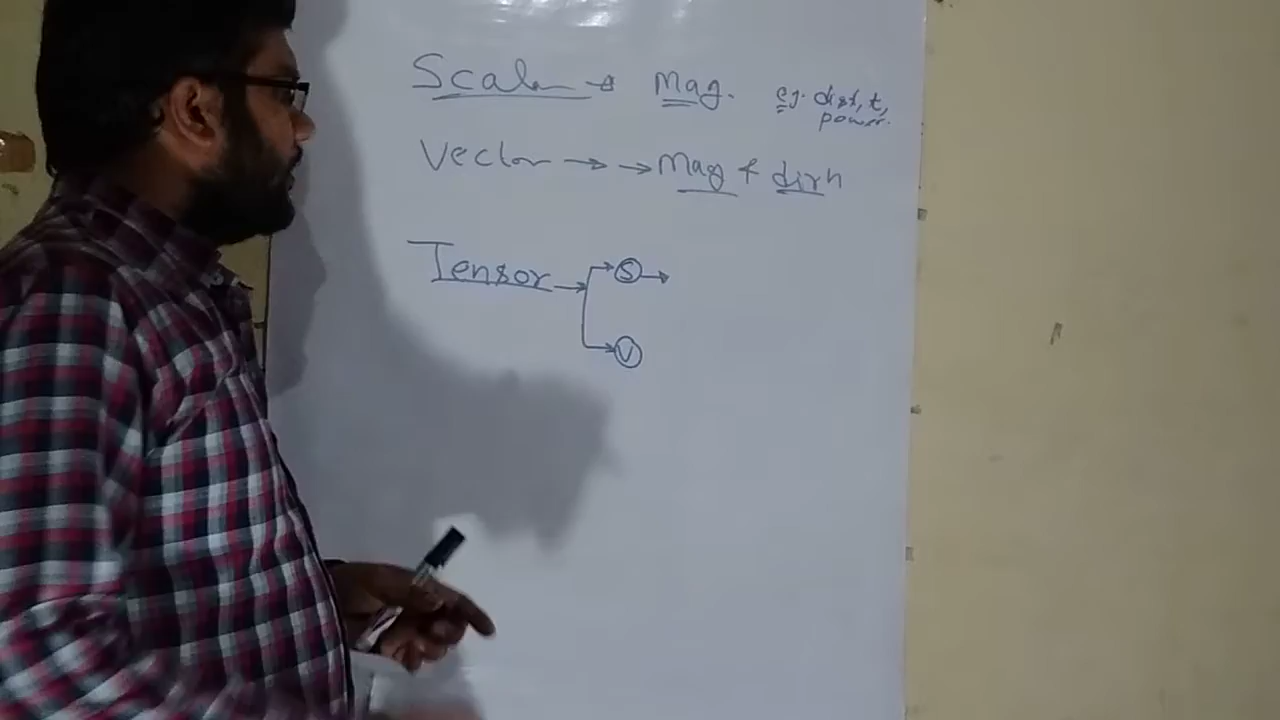 Scalar → Mag. eg. dist, t,
power.
Vector → → Mag & dirn
Tensor → S →
V